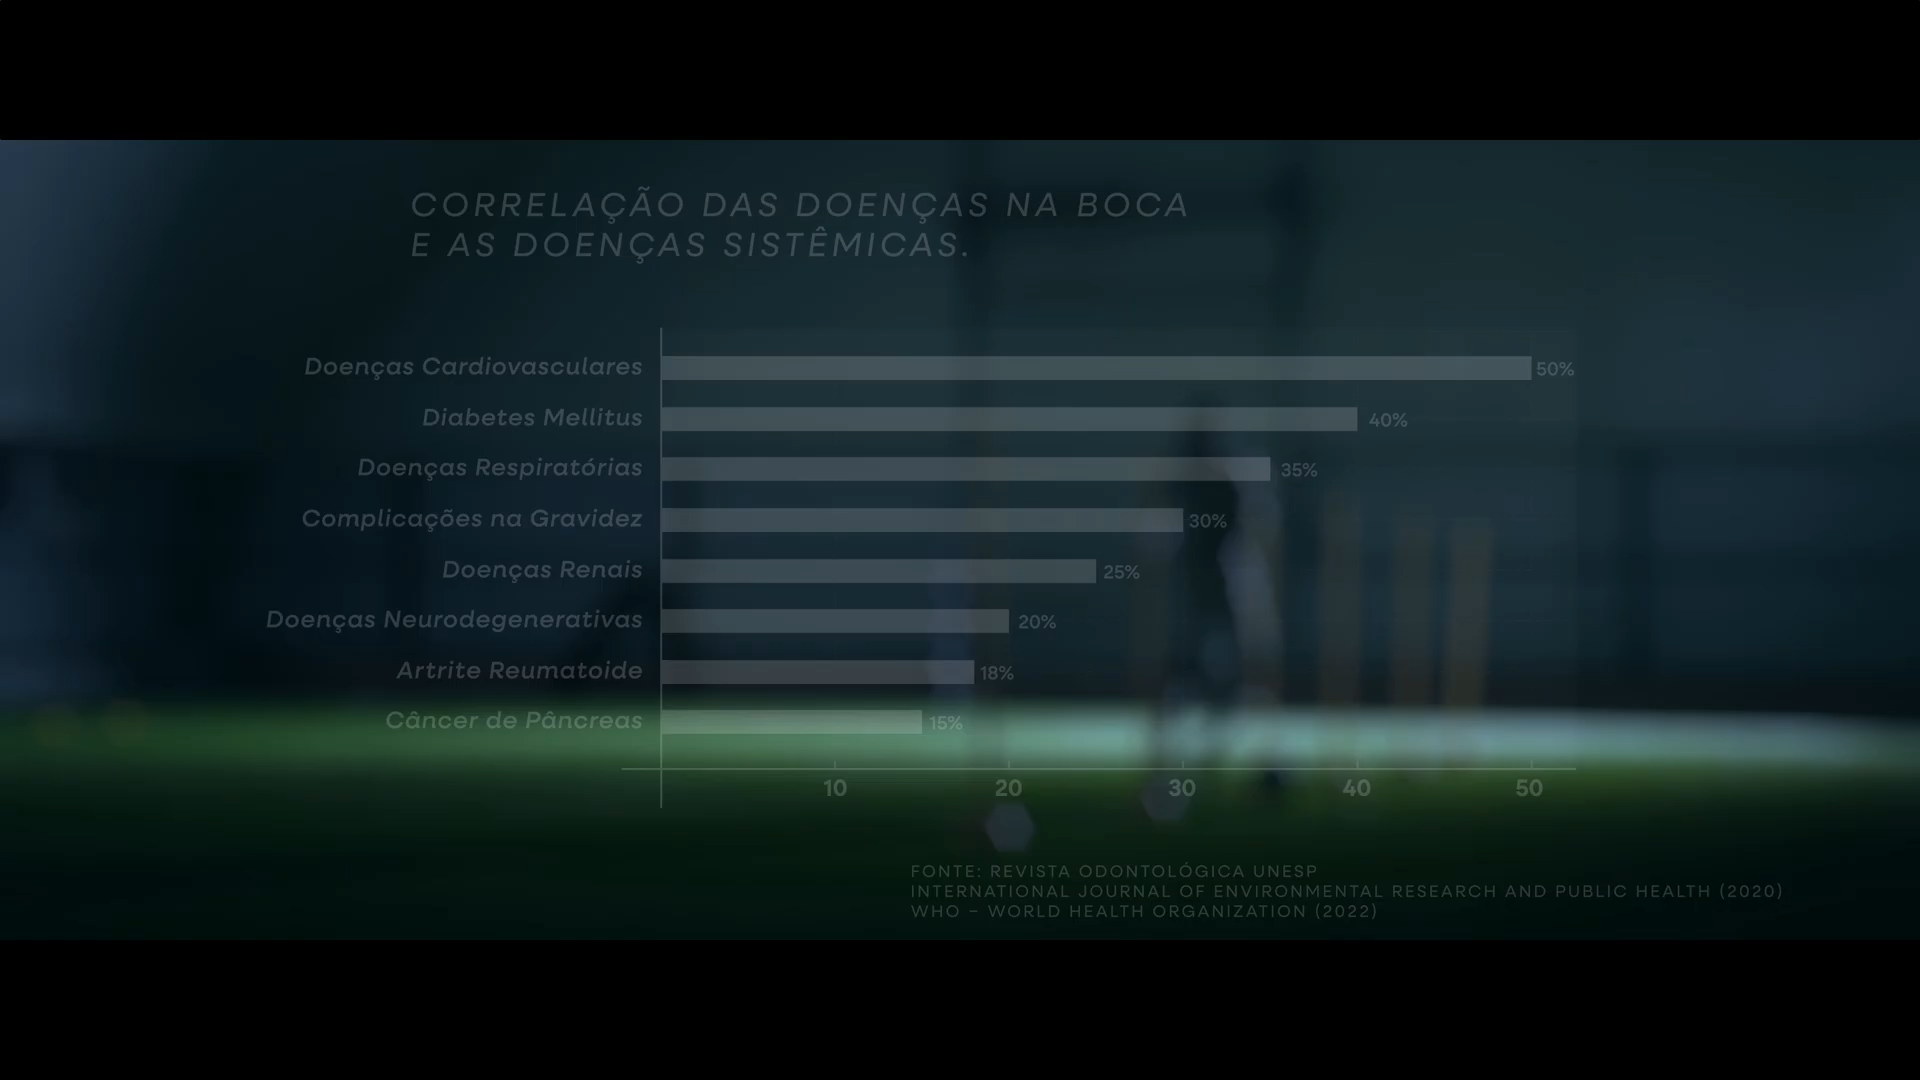 CORRELAÇÃO DAS DOENÇAS NA BOCA
E AS DOENÇAS SISTÊMICAS.
Doenças Cardiovasculares 50%
Diabetes Mellitus 40%
Doenças Respiratórias 35%
Complicações na Gravidez 30%
Doenças Renais 25%
Doenças Neurodegenerativas 20%
Artrite Reumatoide 18%
Câncer de Pâncreas 15%
10 20 30 40 50
FONTE: REVISTA ODONTOLÓGICA UNESP
INTERNATIONAL JOURNAL OF ENVIRONMENTAL RESEARCH AND PUBLIC HEALTH (2020)
WHO – WORLD HEALTH ORGANIZATION (2022)